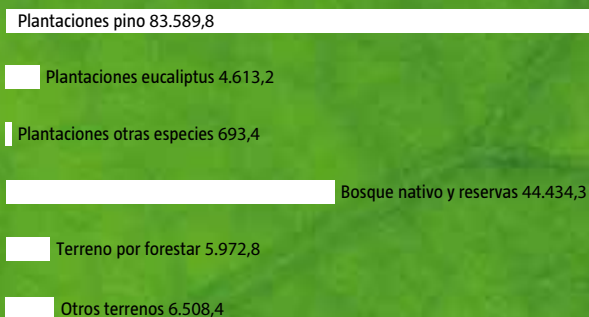 Plantaciones pino 83.589,8
Plantaciones eucaliptus 4.613,2
Plantaciones otras especies 693,4
Bosque nativo y reservas 44.434,3
Terreno por forestar 5.972,8
Otros terrenos 6.508,4